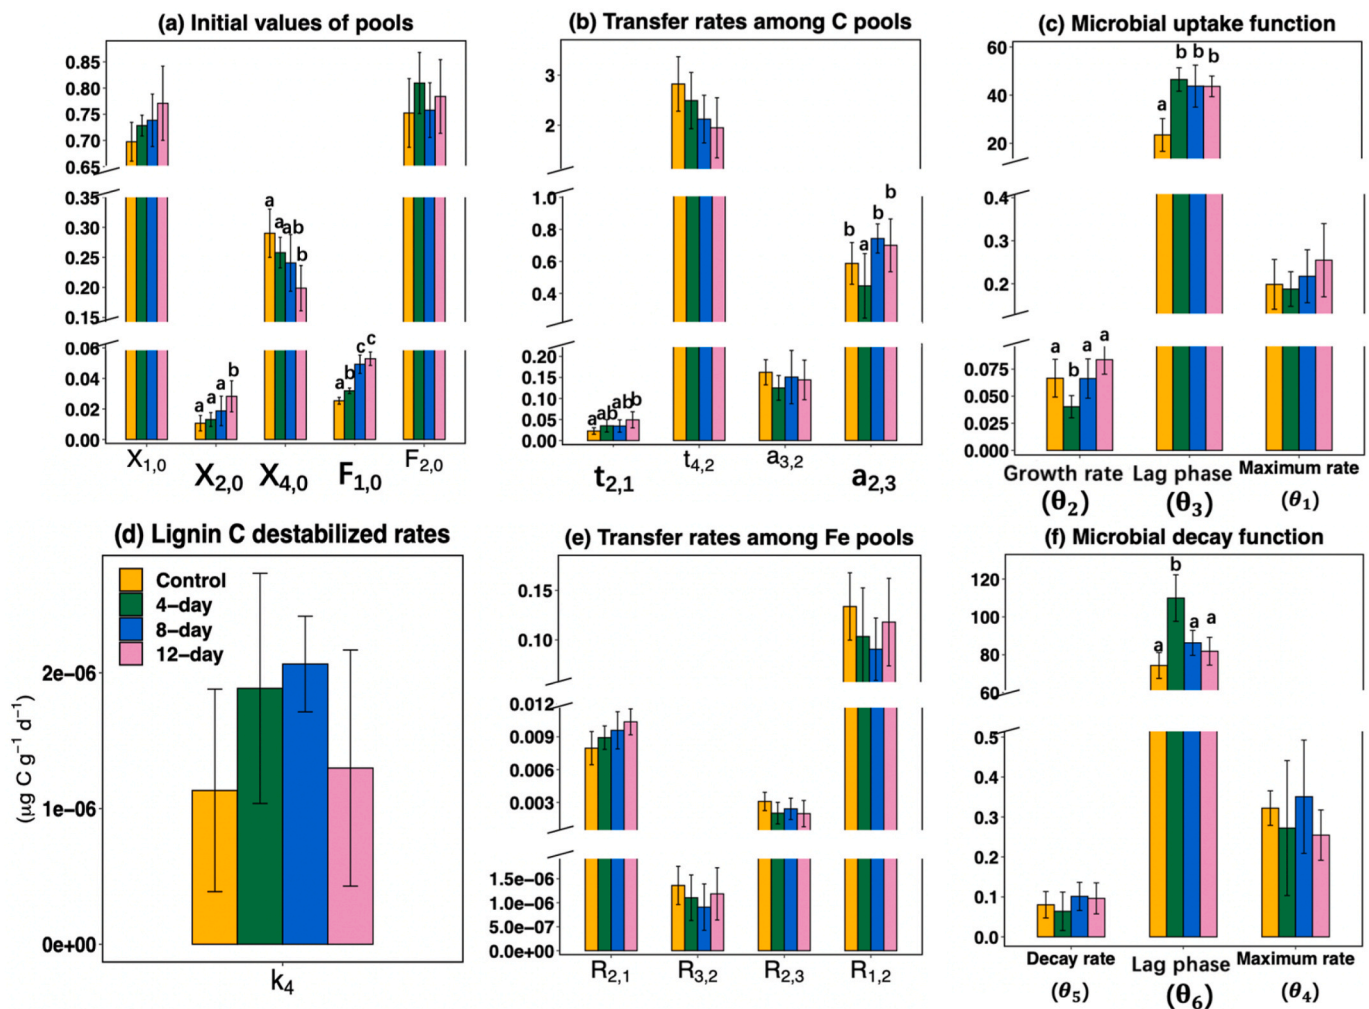 (a) Initial values of pools
0.85
0.80
0.75
0.70
0.65
0.35
0.30
0.25
0.20
0.15
0.06
0.04
0.02
0.00
a a a b
a a ab b
a b c c
X1,0 X2,0 X4,0 F1,0 F2,0
(b) Transfer rates among C pools
3
2
1.0
0.8
0.6
0.4
0.20
0.15
0.10
0.05
0.00
a ab ab b
b a b b
t2,1 t4,2 a3,2 a2,3
(c) Microbial uptake function
60
40
20
0.4
0.3
0.2
0.075
0.050
0.025
0.000
a b a a
a b b b
Growth rate Lag phase Maximum rate
(θ2) (θ3) (θ1)
(d) Lignin C destabilized rates
Control
4−day
8−day
12−day
(μg C g−1 d−1)
2e−06
1e−06
0e+00
k4
(e) Transfer rates among Fe pools
0.15
0.10
0.012
0.009
0.006
0.003
1.5e−06
1.0e−06
5.0e−07
0.0e+00
R2,1 R3,2 R2,3 R1,2
(f) Microbial decay function
120
100
80
60
0.5
0.4
0.3
0.2
0.1
0.0
a b a a
Decay rate Lag phase Maximum rate
(θ5) (θ6) (θ4)